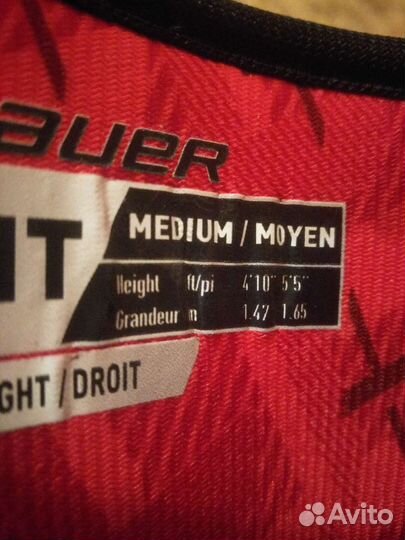 AUER
IT
MEDIUM / MOYEN
Height ft/pi 4'10" 5'5"
Grandeur m 1.47 1.65
GHT / DROIT
Avito